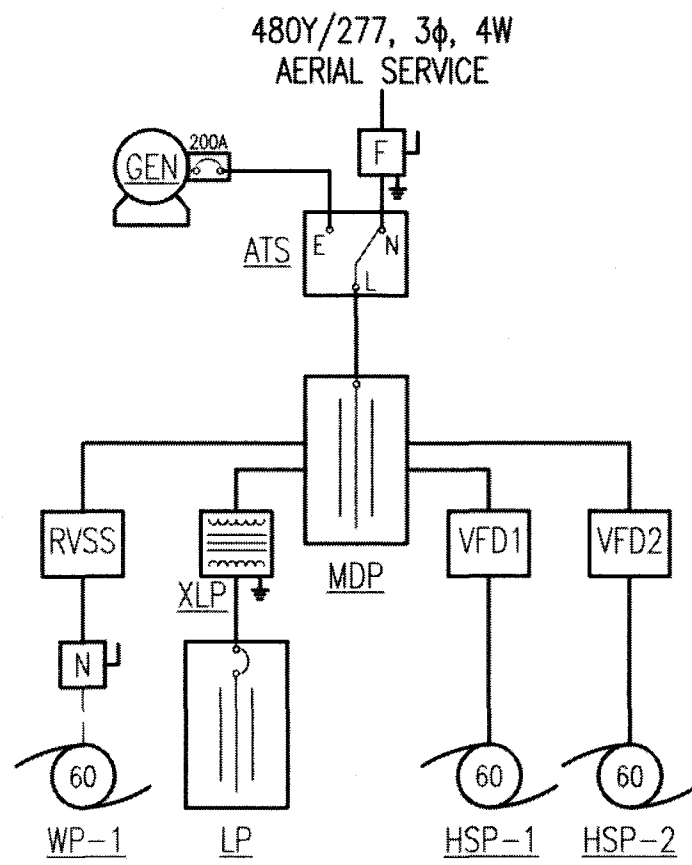 480Y/277, 3ϕ, 4W
AERIAL SERVICE
200A
GEN
F
ATS
E
N
L
RVSS
VFD1
VFD2
MDP
XLP
N
60
60
60
WP-1
LP
HSP-1
HSP-2